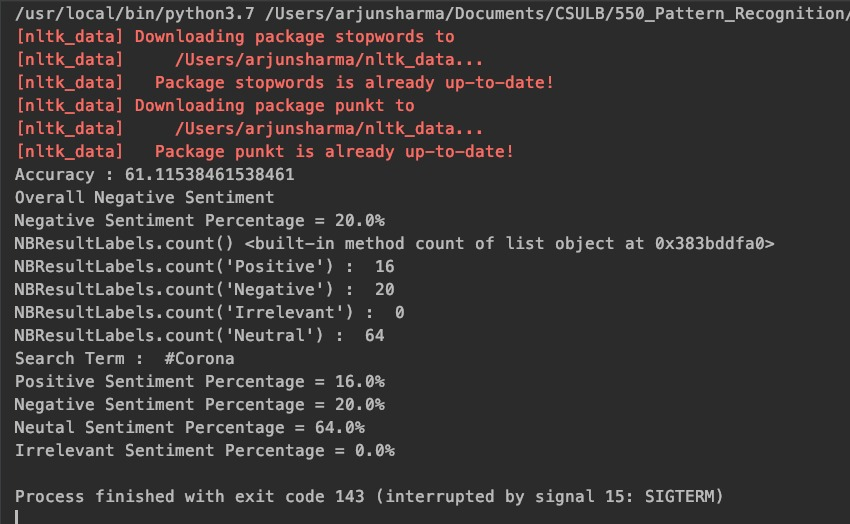 /usr/local/bin/python3.7 /Users/arjunsharma/Documents/CSULB/550_Pattern_Recognition/
[nltk_data] Downloading package stopwords to
[nltk_data]     /Users/arjunsharma/nltk_data...
[nltk_data]   Package stopwords is already up-to-date!
[nltk_data] Downloading package punkt to
[nltk_data]     /Users/arjunsharma/nltk_data...
[nltk_data]   Package punkt is already up-to-date!
Accuracy : 61.11538461538461
Overall Negative Sentiment
Negative Sentiment Percentage = 20.0%
NBResultLabels.count() <built-in method count of list object at 0x383bddfa0>
NBResultLabels.count('Positive') :  16
NBResultLabels.count('Negative') :  20
NBResultLabels.count('Irrelevant') :  0
NBResultLabels.count('Neutral') :  64
Search Term :  #Corona
Positive Sentiment Percentage = 16.0%
Negative Sentiment Percentage = 20.0%
Neutal Sentiment Percentage = 64.0%
Irrelevant Sentiment Percentage = 0.0%
Process finished with exit code 143 (interrupted by signal 15: SIGTERM)